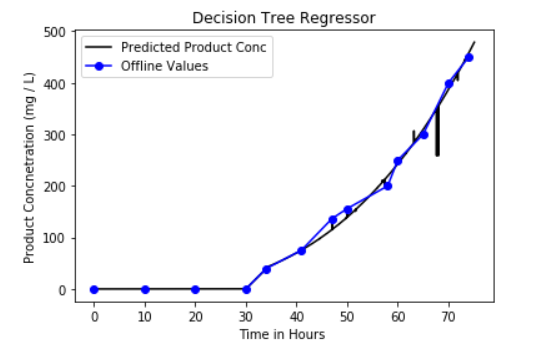 Decision Tree Regressor
Predicted Product Conc
Offline Values
Product Concnetration (mg / L)
500
400
300
200
100
0
0 10 20 30 40 50 60 70
Time in Hours